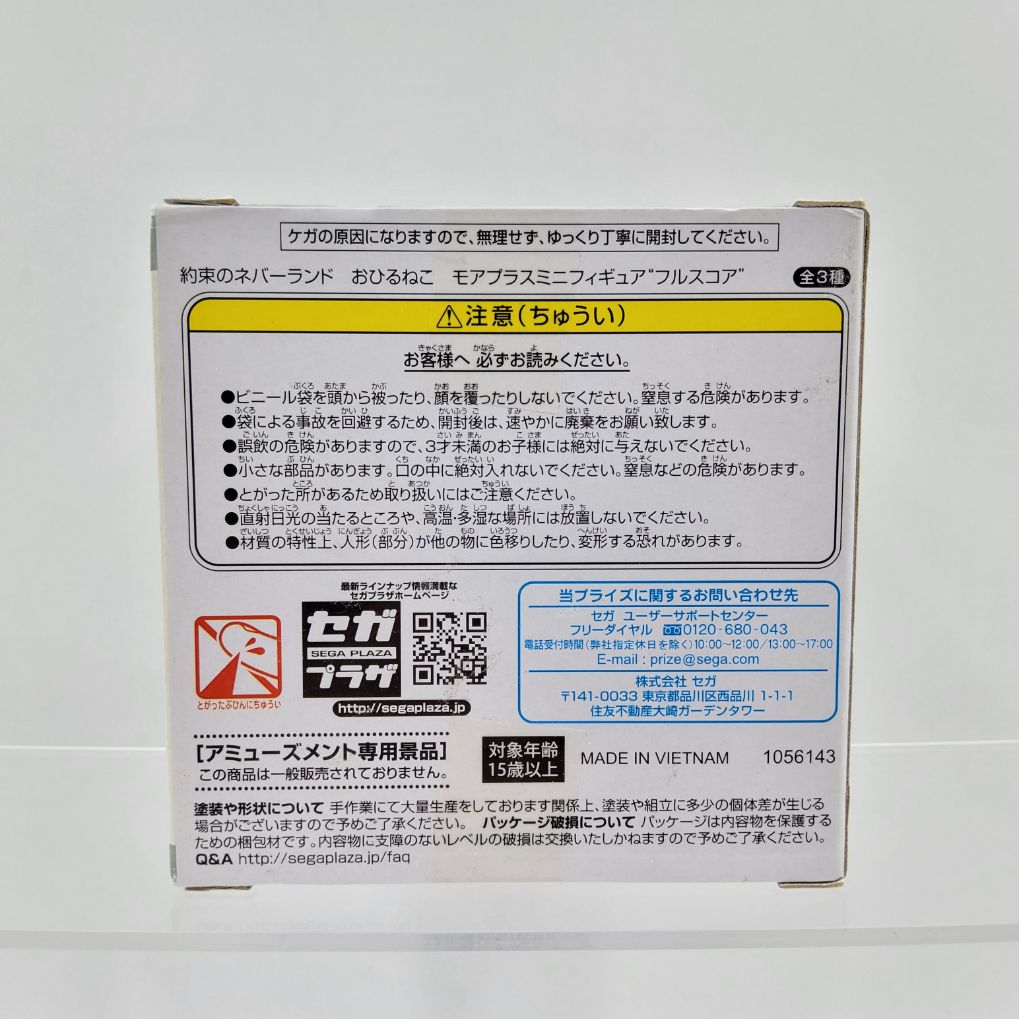 ケガの原因になりますので、無理せず、ゆっくり丁寧に開封してください。
約束のネバーランド おひるねこ モアプラスミニフィギュア“フルスコア” 全3種
⚠注意(ちゅうい)
お客様へ 必ずお読みください。
●ビニール袋を頭から被ったり、顔を覆ったりしないでください。窒息する危険があります。
●袋による事故を回避するため、開封後は、速やかに廃棄をお願い致します。
●誤飲の危険がありますので、3才未満のお子様には絶対に与えないでください。
●小さな部品があります。口の中に絶対入れないでください。窒息などの危険があります。
●とがった所があるため取り扱いにはご注意ください。
●直射日光の当たるところや、高温・多湿な場所には放置しないでください。
●材質の特性上、人形(部分)が他の物に色移りしたり、変形する恐れがあります。
とがったぶひんにちゅうい
最新ラインナップ情報満載な
セガプラザホームページ
セガ
SEGA PLAZA
プラザ
http://segaplaza.jp/
当プライズに関するお問い合わせ先
セガ ユーザーサポートセンター
フリーダイヤル 0120-680-043
電話受付時間(弊社指定休日を除く)10:00~12:00/13:00~17:00
E-mail : prize@sega.com
株式会社 セガ
〒141-0033 東京都品川区西品川 1-1-1
住友不動産大崎ガーデンタワー
[アミューズメント専用景品]
この商品は一般販売されておりません。
対象年齢
15歳以上
MADE IN VIETNAM 1056143
塗装や形状について 手作業にて大量生産をしております関係上、塗装や組立に多少の個体差が生じる
場合がございますので予めご了承ください。 パッケージ破損について パッケージは内容物を保護する
ための梱包材です。内容物に支障のないレベルの破損は交換いたしかねますので予めご了承ください。
Q&A http://segaplaza.jp/faq